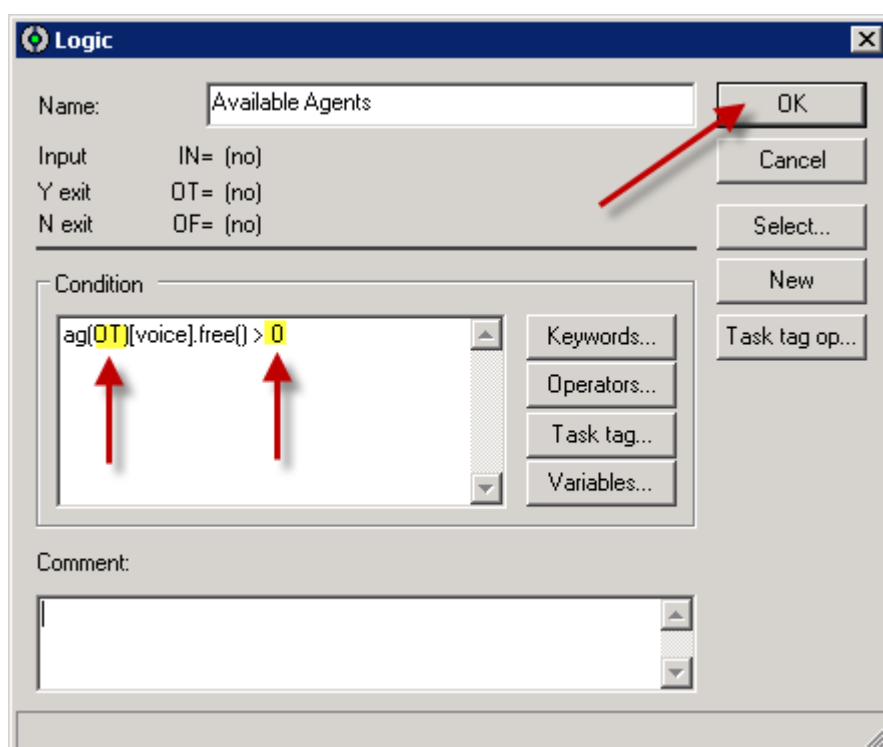 Logic
Name: Available Agents
OK
Input IN= (no)
Cancel
Y exit OT= (no)
N exit OF= (no)
Select...
New
Condition
ag(OT)[voice].free() > 0
Keywords...
Task tag op...
Operators...
Task tag...
Variables...
Comment: